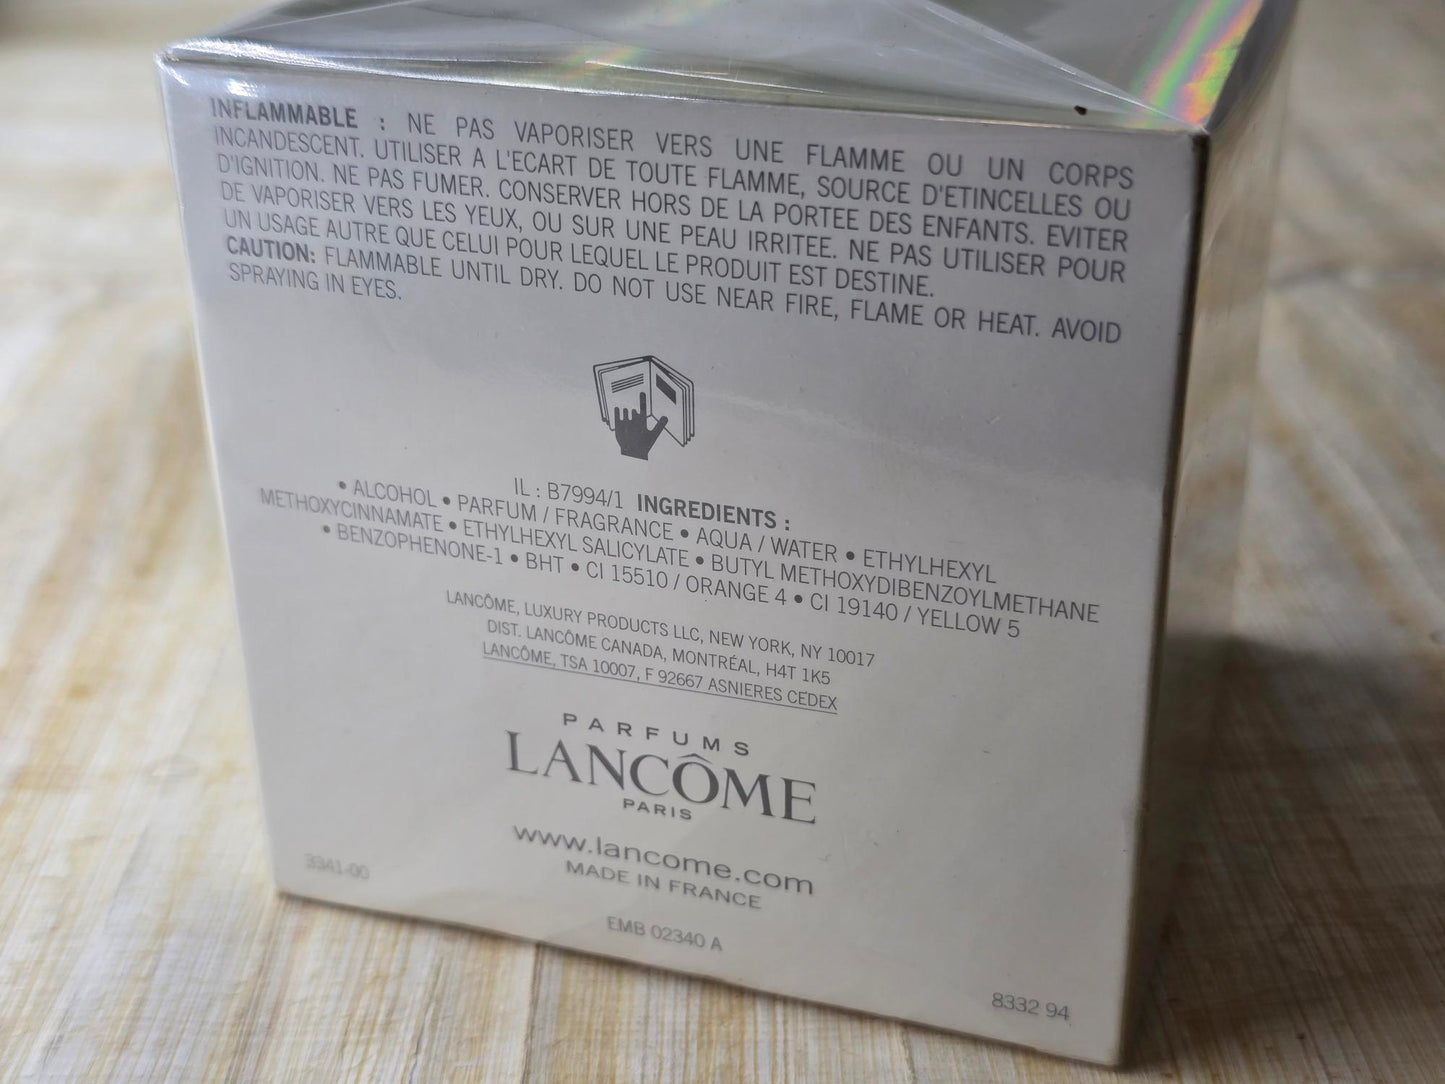 INFLAMMABLE : NE PAS VAPORISER VERS UNE FLAMME OU UN CORPS
INCANDESCENT. UTILISER A L'ECART DE TOUTE FLAMME, SOURCE D'ETINCELLES OU
D'IGNITION. NE PAS FUMER. CONSERVER HORS DE LA PORTEE DES ENFANTS. EVITER
DE VAPORISER VERS LES YEUX, OU SUR UNE PEAU IRRITEE. NE PAS UTILISER POUR
UN USAGE AUTRE QUE CELUI POUR LEQUEL LE PRODUIT EST DESTINE.
CAUTION: FLAMMABLE UNTIL DRY. DO NOT USE NEAR FIRE, FLAME OR HEAT. AVOID
SPRAYING IN EYES.
IL : B7994/1 INGREDIENTS :
• ALCOHOL • PARFUM / FRAGRANCE • AQUA / WATER • ETHYLHEXYL
METHOXYCINNAMATE • ETHYLHEXYL SALICYLATE • BUTYL METHOXYDIBENZOYLMETHANE
• BENZOPHENONE-1 • BHT • CI 15510 / ORANGE 4 • CI 19140 / YELLOW 5
LANCÔME, LUXURY PRODUCTS LLC, NEW YORK, NY 10017
DIST. LANCÔME CANADA, MONTRÉAL, H4T 1K5
LANCÔME, TSA 10007, F 92667 ASNIERES CEDEX
PARFUMS
LANCÔME
PARIS
www.lancome.com
MADE IN FRANCE
3341-00
EMB 02340 A
8332 94